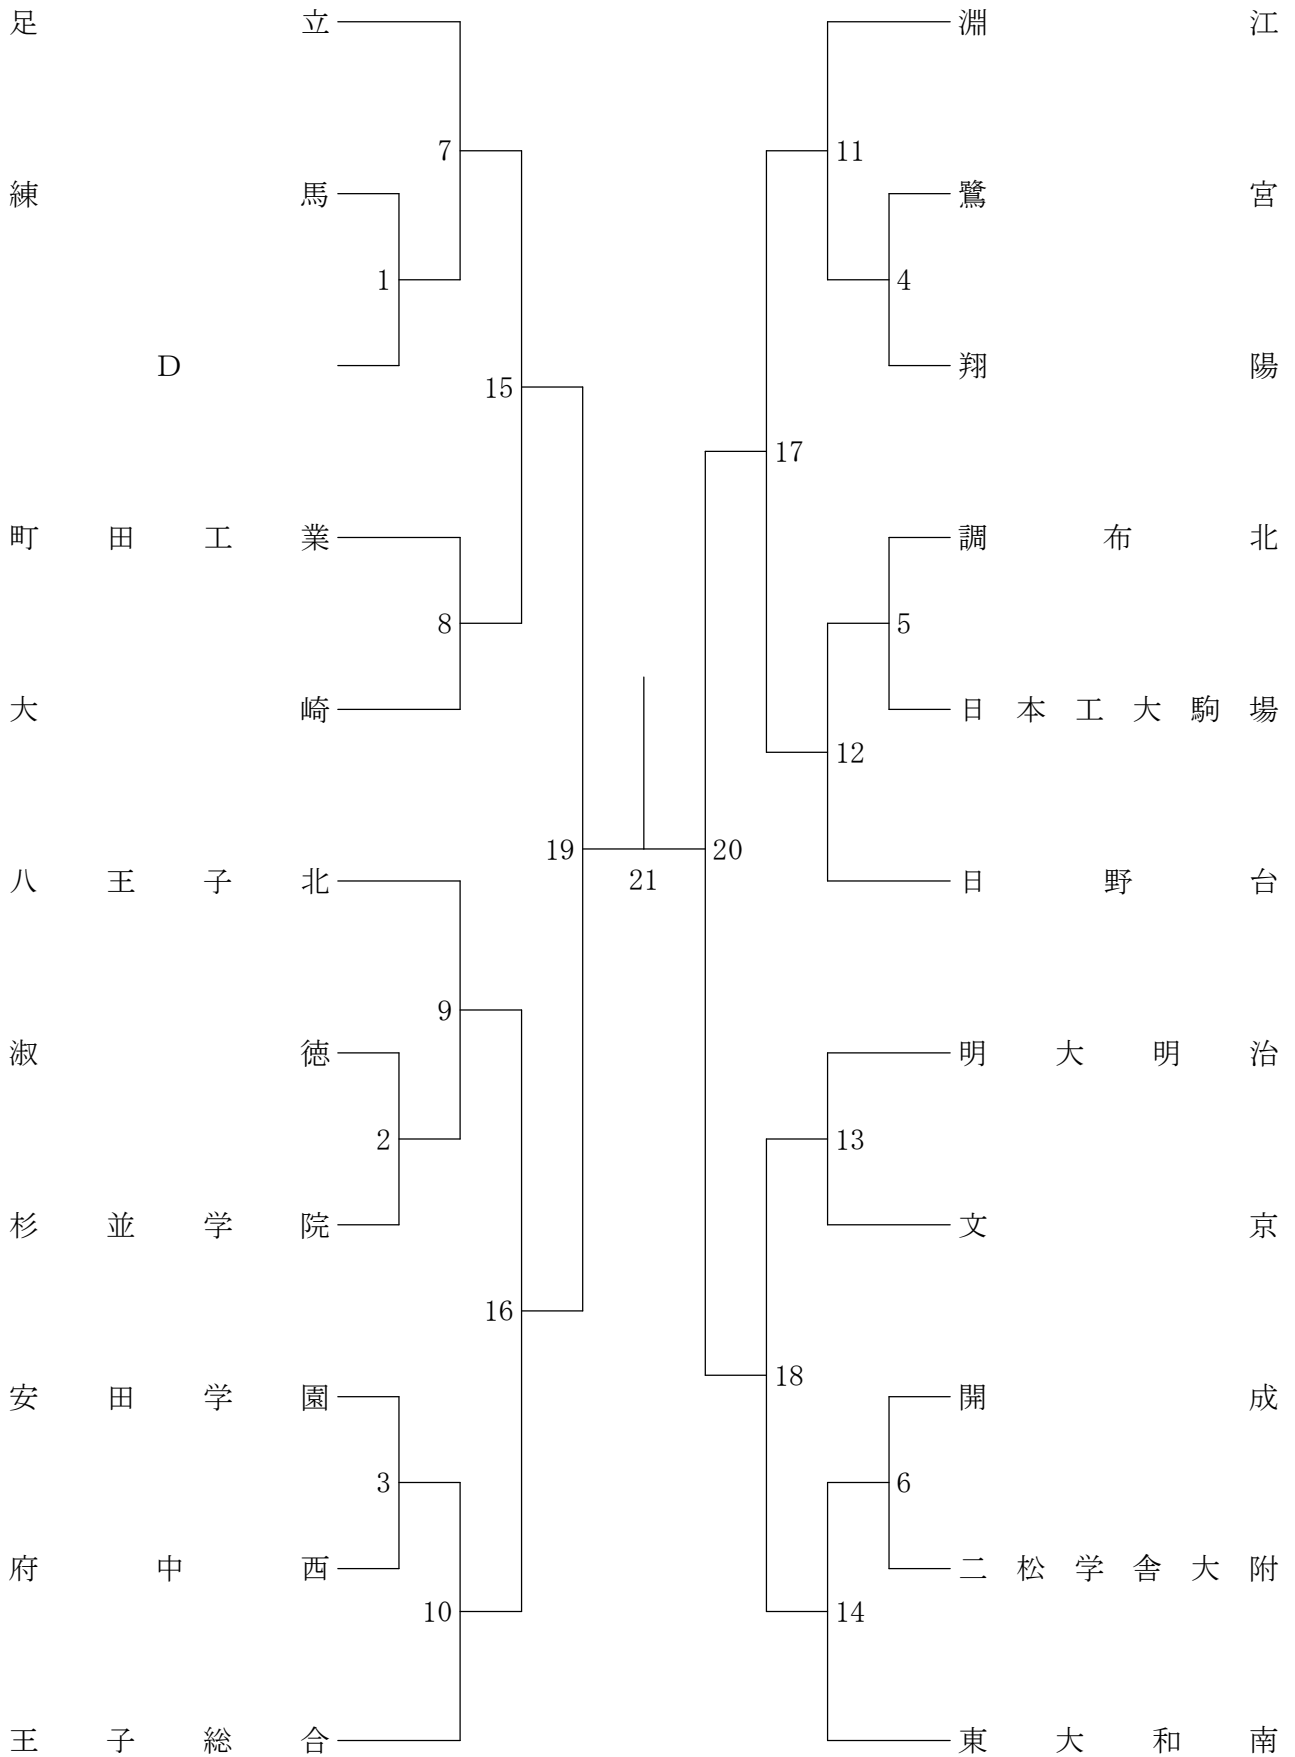 足立
練馬
D
町田工業
大崎
八王子北
淑徳
杉並学院
安田学園
府中西
王子総合
1
2
3
7
8
9
10
15
16
19
21
20
17
18
11
12
13
14
4
5
6
淵江
鷺宮
翔陽
調布北
日本工大駒場
日野台
明大明治
文京
開成
二松学舎大附
東大和南